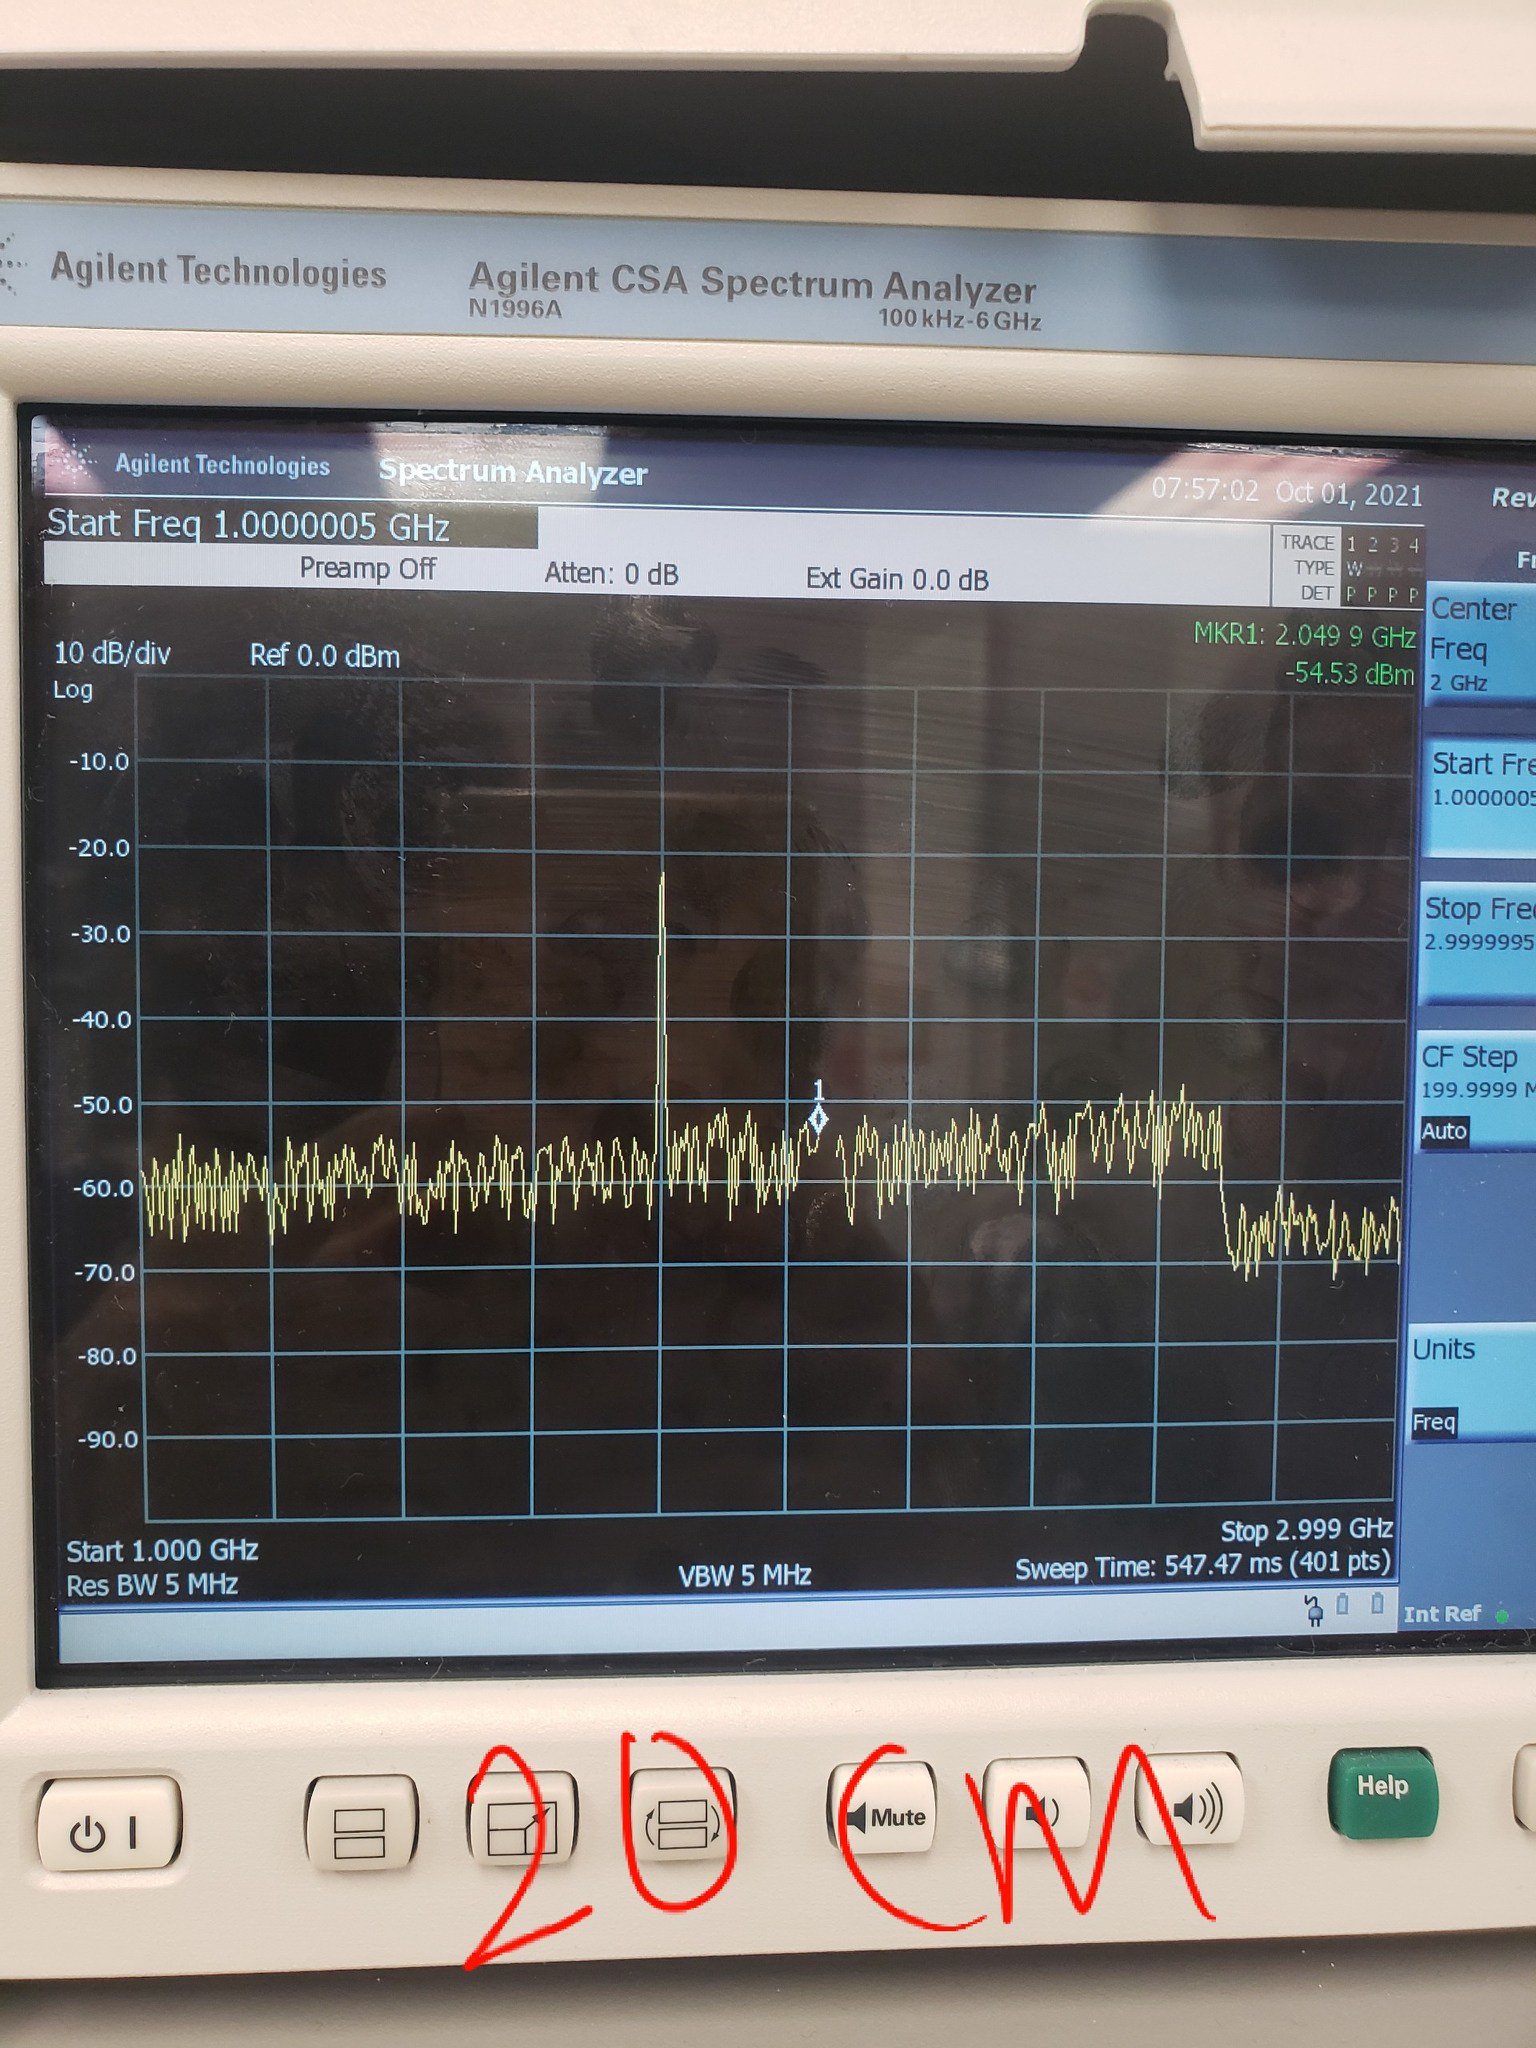 Agilent Technologies
Agilent CSA Spectrum Analyzer
N1996A 100 kHz-6 GHz
Agilent Technologies Spectrum Analyzer
07:57:02 Oct 01, 2021
Start Freq 1.0000005 GHz
Preamp Off Atten: 0 dB Ext Gain 0.0 dB
TRACE 1 2 3 4
TYPE W
DET P P P P
MKR1: 2.049 9 GHz
-54.53 dBm
10 dB/div Ref 0.0 dBm
Log
-10.0
-20.0
-30.0
-40.0
-50.0
-60.0
-70.0
-80.0
-90.0
1
Start 1.000 GHz
Res BW 5 MHz
VBW 5 MHz
Stop 2.999 GHz
Sweep Time: 547.47 ms (401 pts)
Center
Freq
2 GHz
Start Fre
1.0000005
Stop Fre
2.9999995
CF Step
199.9999 M
Auto
Units
Freq
Int Ref
Mute
Help
20 cm